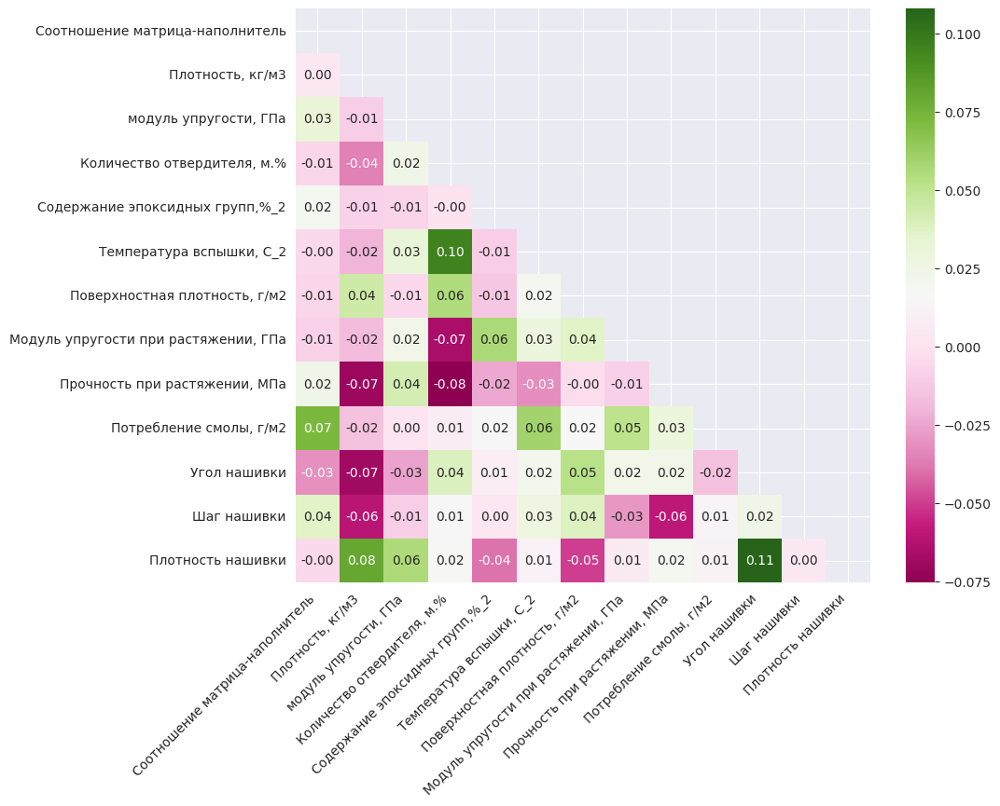 Соотношение матрица-наполнитель
Плотность, кг/м3
0.00
модуль упругости, ГПа
0.03 -0.01
Количество отвердителя, м.%
-0.01 -0.04 0.02
Содержание эпоксидных групп,%_2
0.02 -0.01 -0.01 -0.00
Температура вспышки, С_2
-0.00 -0.02 0.03 0.10 -0.01
Поверхностная плотность, г/м2
-0.01 0.04 -0.01 0.06 -0.01 0.02
Модуль упругости при растяжении, ГПа
-0.01 -0.02 0.02 -0.07 0.06 0.03 0.04
Прочность при растяжении, МПа
0.02 -0.07 0.04 -0.08 -0.02 -0.03 -0.00 -0.01
Потребление смолы, г/м2
0.07 -0.02 0.00 0.01 0.02 0.06 0.02 0.05 0.03
Угол нашивки
-0.03 -0.07 -0.03 0.04 0.01 0.02 0.05 0.02 0.02 -0.02
Шаг нашивки
0.04 -0.06 -0.01 0.01 0.00 0.03 0.04 -0.03 -0.06 0.01 0.02
Плотность нашивки
-0.00 0.08 0.06 0.02 -0.04 0.01 -0.05 0.01 0.02 0.01 0.11 0.00
Соотношение матрица-наполнитель
Плотность, кг/м3
модуль упругости, ГПа
Количество отвердителя, м.%
Содержание эпоксидных групп,%_2
Температура вспышки, С_2
Поверхностная плотность, г/м2
Модуль упругости при растяжении, ГПа
Прочность при растяжении, МПа
Потребление смолы, г/м2
Угол нашивки
Шаг нашивки
Плотность нашивки
0.100
0.075
0.050
0.025
0.000
−0.025
−0.050
−0.075